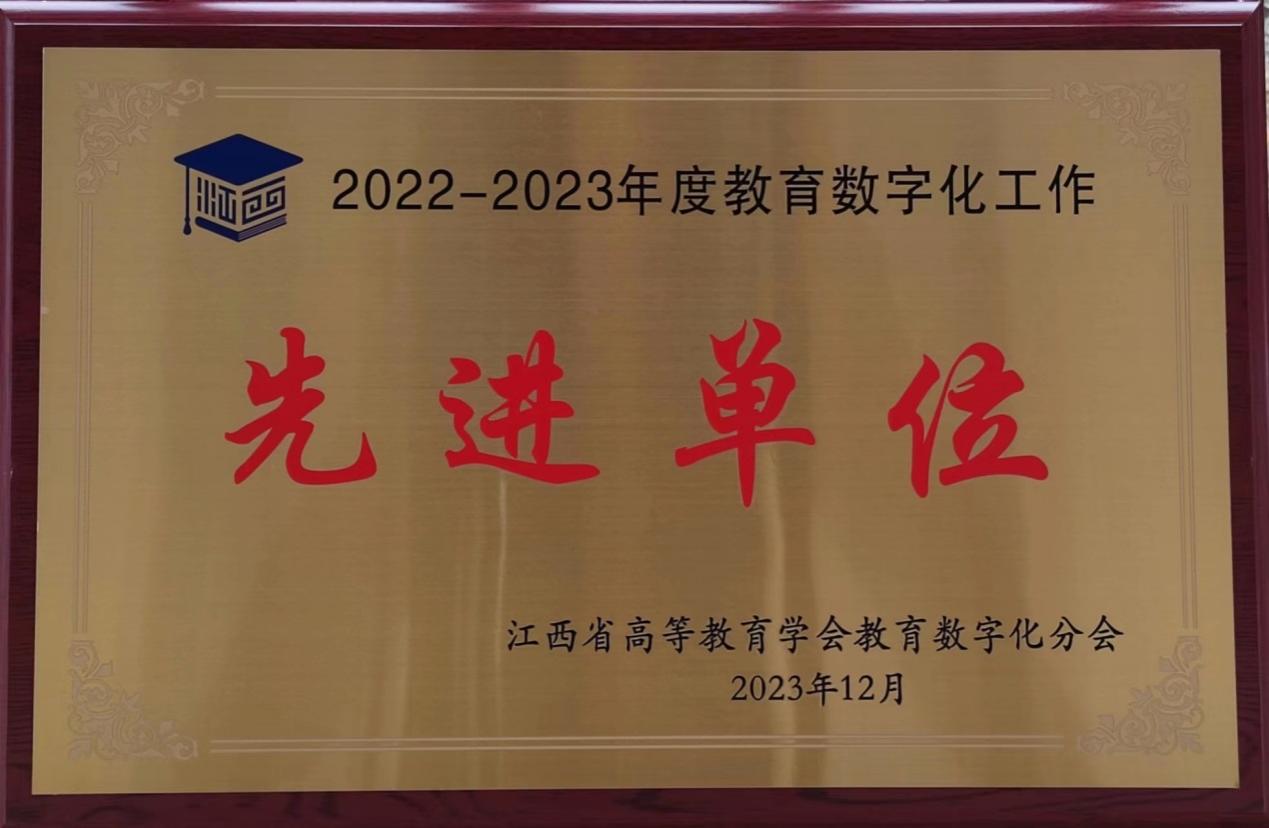 江西
2022-2023年度教育数字化工作
先进单位
江西省高等教育学会教育数字化分会
2023年12月